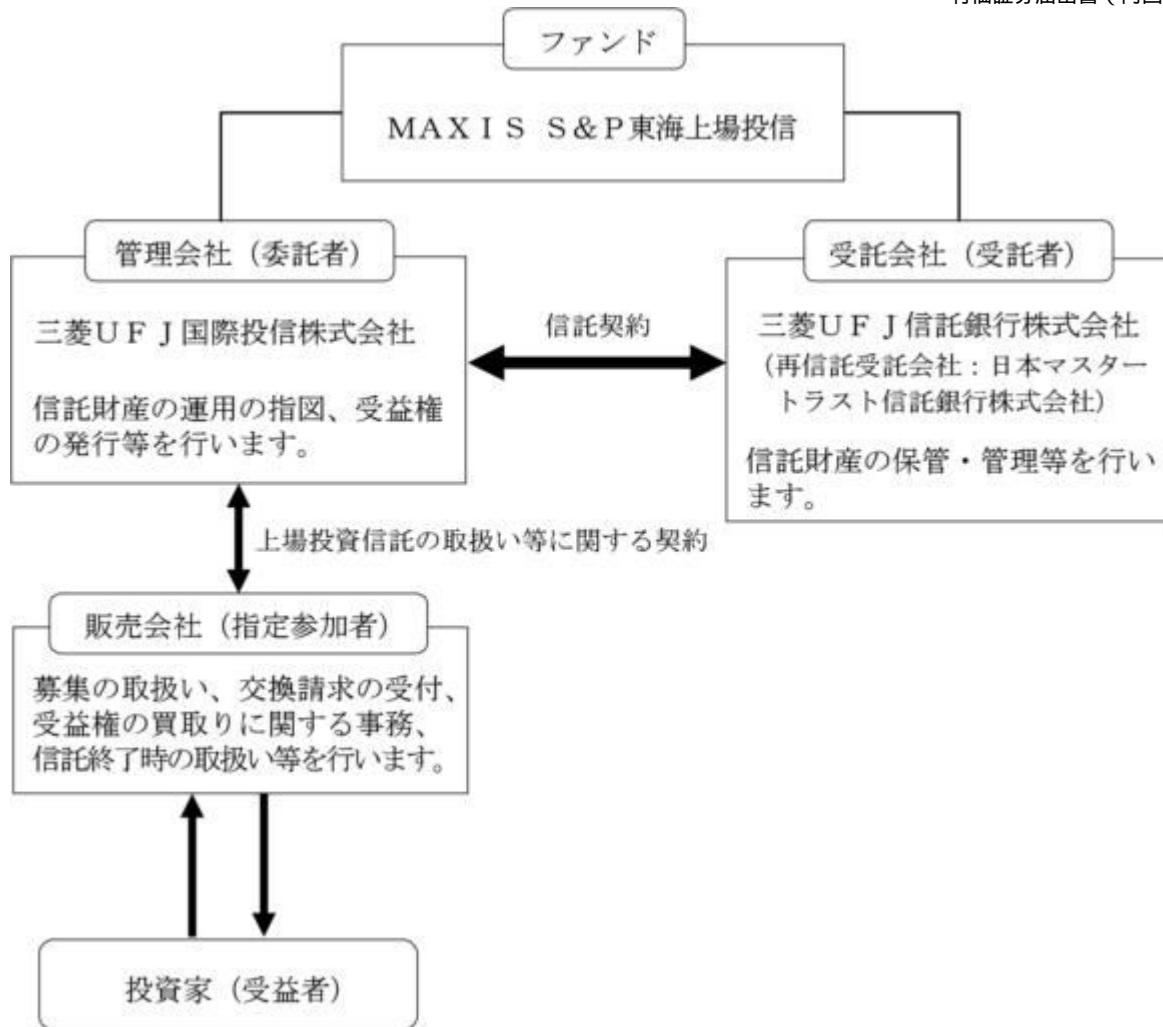 ファンド
MAXIS S&P東海上場投信
管理会社（委託者）
三菱UFJ国際投信株式会社
信託財産の運用の指図、受益権
の発行等を行います。
信託契約
受託会社（受託者）
三菱UFJ信託銀行株式会社
（再信託受託会社：日本マスター
トラスト信託銀行株式会社）
信託財産の保管・管理等を行い
ます。
上場投資信託の取扱い等に関する契約
販売会社（指定参加者）
募集の取扱い、交換請求の受付、
受益権の買取りに関する事務、
信託終了時の取扱い等を行います。
投資家（受益者）